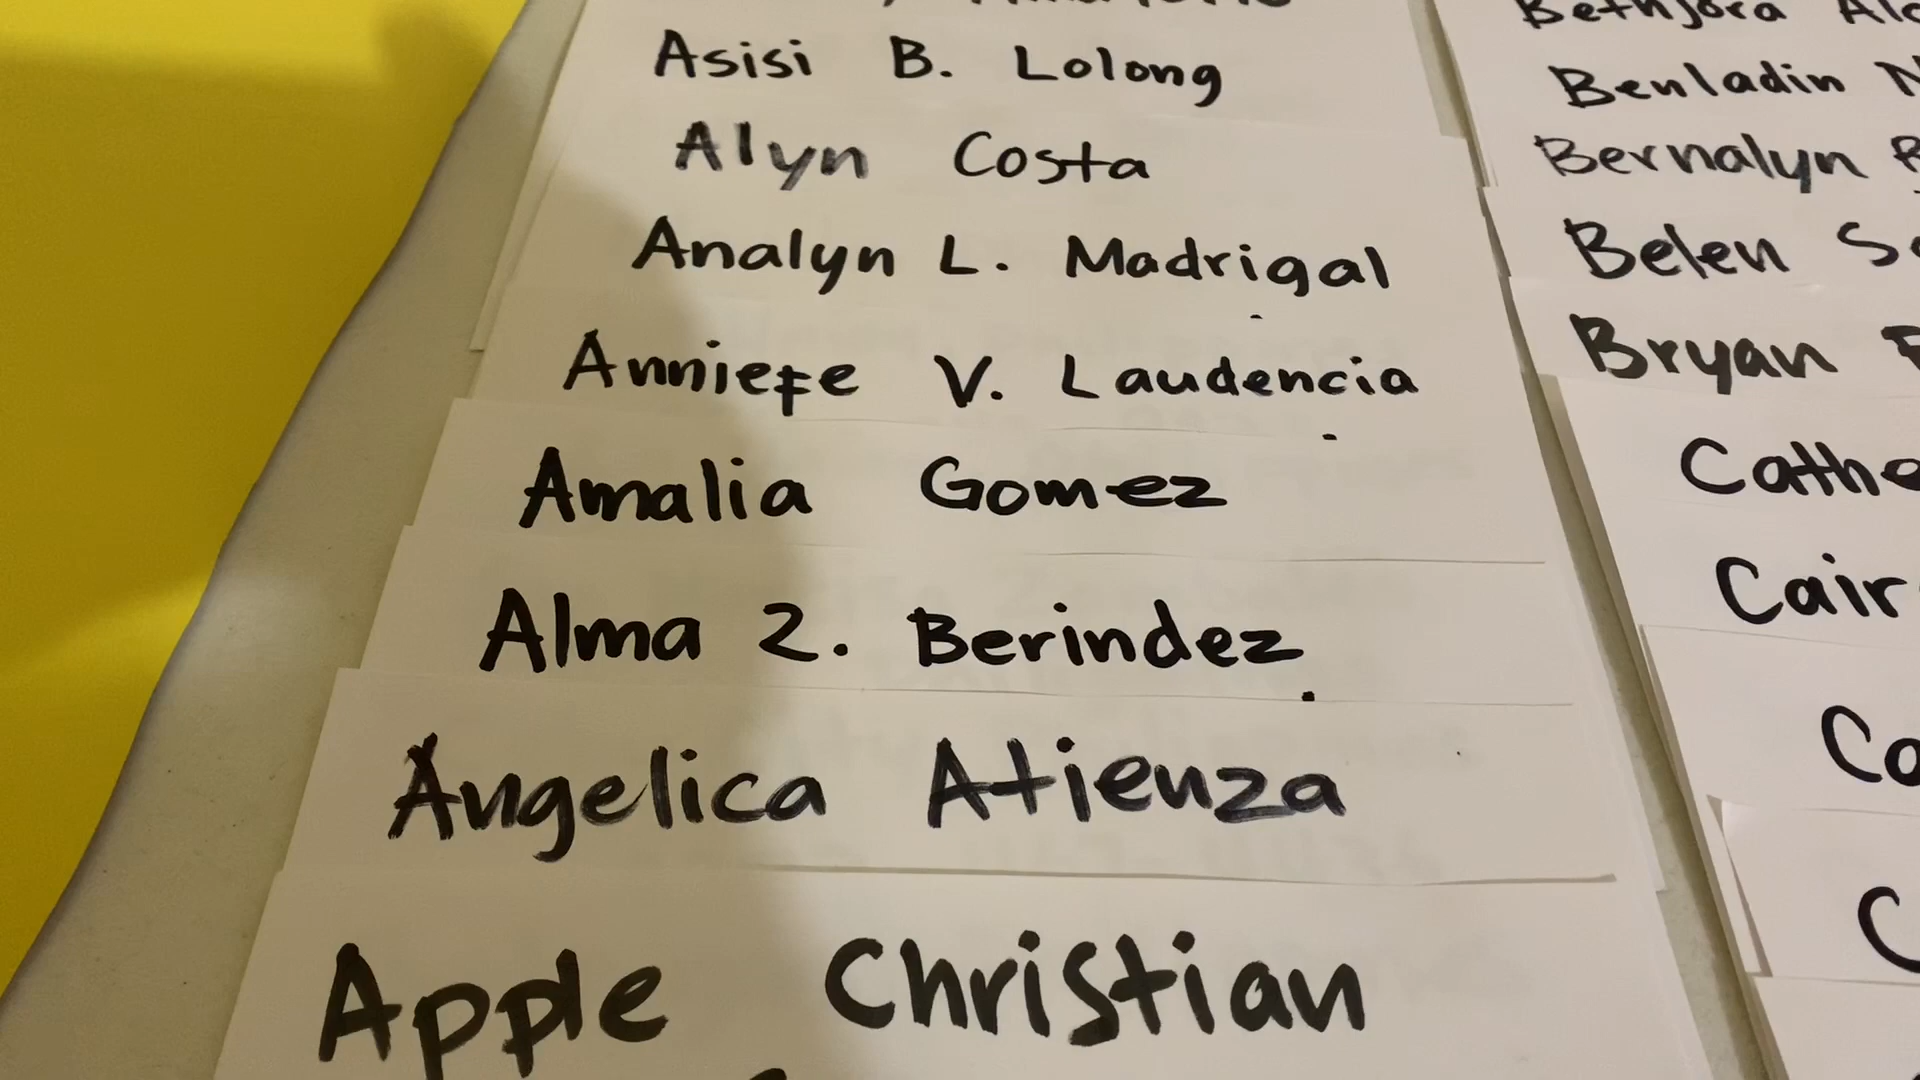 Asisi B. Lolong
Alyn Costa
Analyn L. Madrigal
Anniefe V. Laudencia
Amalia Gomez
Alma Z. Berindez
Angelica Atienza
Apple Christian
Bethjora
Benladin
Bernalyn
Belen
Bryan